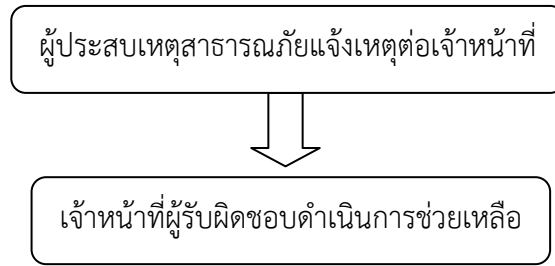 ผู้ประสบเหตุสาธารณภัยแจ้งเหตุต่อเจ้าหน้าที่
เจ้าหน้าที่ผู้รับผิดชอบดำเนินการช่วยเหลือ